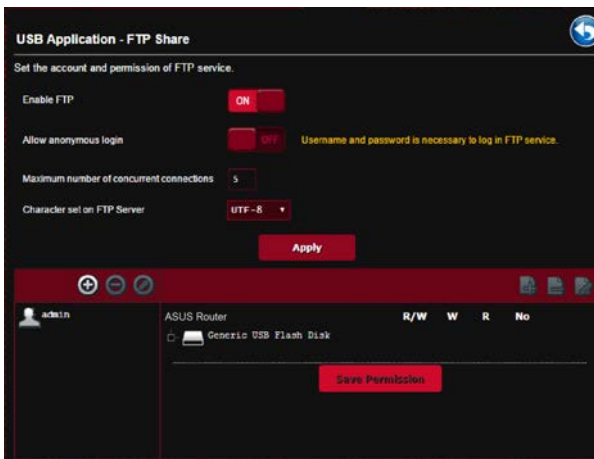 USB Application - FTP Share
Set the account and permission of FTP service.
Enable FTP ON
Allow anonymous login OFF Username and password is necessary to log in FTP service.
Maximum number of concurrent connections 5
Character set on FTP Server UTF-8
Apply
admin
ASUS Router R/W W R No
Generic USB Flash Disk
Save Permission